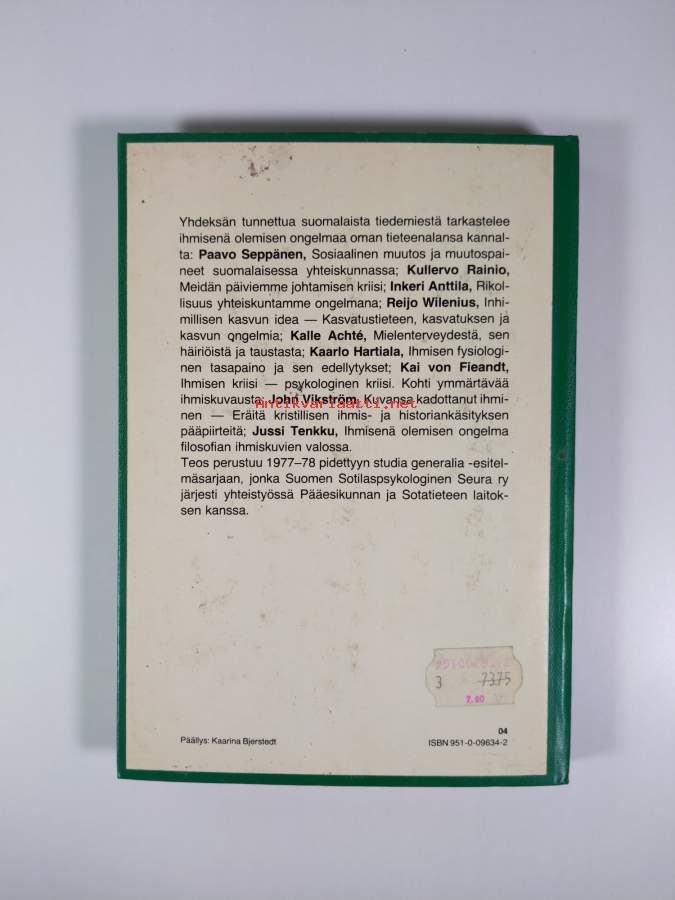 Yhdeksän tunnettua suomalaista tiedemiestä tarkastelee
ihmisenä olemisen ongelmaa oman tieteenalansa kannal-
ta: Paavo Seppänen, Sosiaalinen muutos ja muutospai-
neet suomalaisessa yhteiskunnassa; Kullervo Rainio,
Meidän päiviemme johtamisen kriisi; Inkeri Anttila, Rikol-
lisuus yhteiskuntamme ongelmana; Reijo Wilenius, Inhi-
millisen kasvun idea — Kasvatustieteen, kasvatuksen ja
kasvun ongelmia; Kalle Achté, Mielenterveydestä, sen
häiriöistä ja taustasta; Kaarlo Hartiala, Ihmisen fysiologi-
nen tasapaino ja sen edellytykset; Kai von Fieandt,
Ihmisen kriisi — psykologinen kriisi. Kohti ymmärtävää
ihmiskuvausta; John Vikström, Kuvansa kadottanut ihmi-
nen — Eräitä kristillisen ihmis- ja historiankäsityksen
pääpiirteitä; Jussi Tenkku, Ihmisenä olemisen ongelma
filosofian ihmiskuvien valossa.
Teos perustuu 1977–78 pidettyyn studia generalia -esitel-
mäsarjaan, jonka Suomen Sotilaspsykologinen Seura ry
järjesti yhteistyössä Pääesikunnan ja Sotatieteen laitok-
sen kanssa.
Antikvariaatti.net
3 7375
7.80
04
Päällys: Kaarina Bjerstedt
ISBN 951-0-09634-2